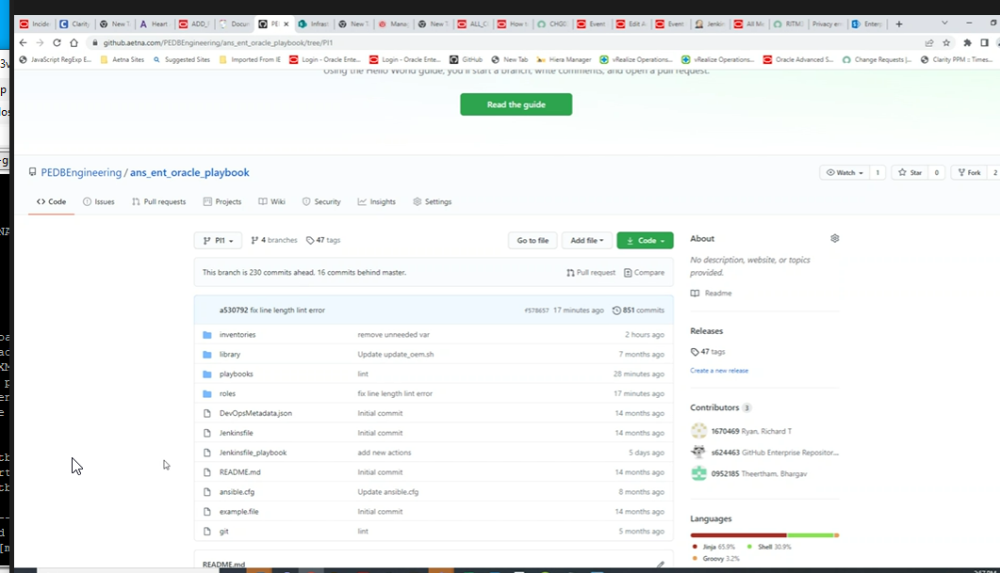 Incide
Clarity
New T
Heart
ADD_
Docum
PE
Infrast
New T
Mana
New T
ALL_C
How t
CHG0
Event
Edit A
Event
Jenkin
All M
RITM
Privacy err
Enterp
github.aetna.com/PEDBEngineering/ans_ent_oracle_playbook/tree/PI1
JavaScript RegExp E...
Aetna Sites
Suggested Sites
Imported From IE
Login - Oracle Ente...
Login - Oracle Ente...
GitHub
New Tab
Hiera Manager
vRealize Operations...
vRealize Operations...
Oracle Advanced S...
Change Requests |...
Clarity PPM :: Times...
Using the Hello World guide, you'll start a branch, write comments, and open a pull request.
Read the guide
PEDBEngineering / ans_ent_oracle_playbook
Watch 1
Star 0
Fork 2
Code
Issues
Pull requests
Projects
Wiki
Security
Insights
Settings
PI1
4 branches
47 tags
Go to file
Add file
Code
This branch is 230 commits ahead, 16 commits behind master.
Pull request
Compare
a530792 fix line length lint error
#578657 17 minutes ago
851 commits
inventories remove unneeded var 2 hours ago
library Update update_oem.sh 7 months ago
playbooks lint 28 minutes ago
roles fix line length lint error 17 minutes ago
DevOpsMetadata.json Initial commit 14 months ago
Jenkinsfile Initial commit 14 months ago
Jenkinsfile_playbook add new actions 5 days ago
README.md Initial commit 14 months ago
ansible.cfg Update ansible.cfg 8 months ago
example.file Initial commit 14 months ago
git lint 5 months ago
README.md
About
No description, website, or topics
provided.
Readme
Releases
47 tags
Create a new release
Contributors 3
1670469 Ryan, Richard T
s624463 GitHub Enterprise Repositor...
0952185 Theertham, Bhargav
Languages
Jinja 65.9%
Shell 30.9%
Groovy 3.2%